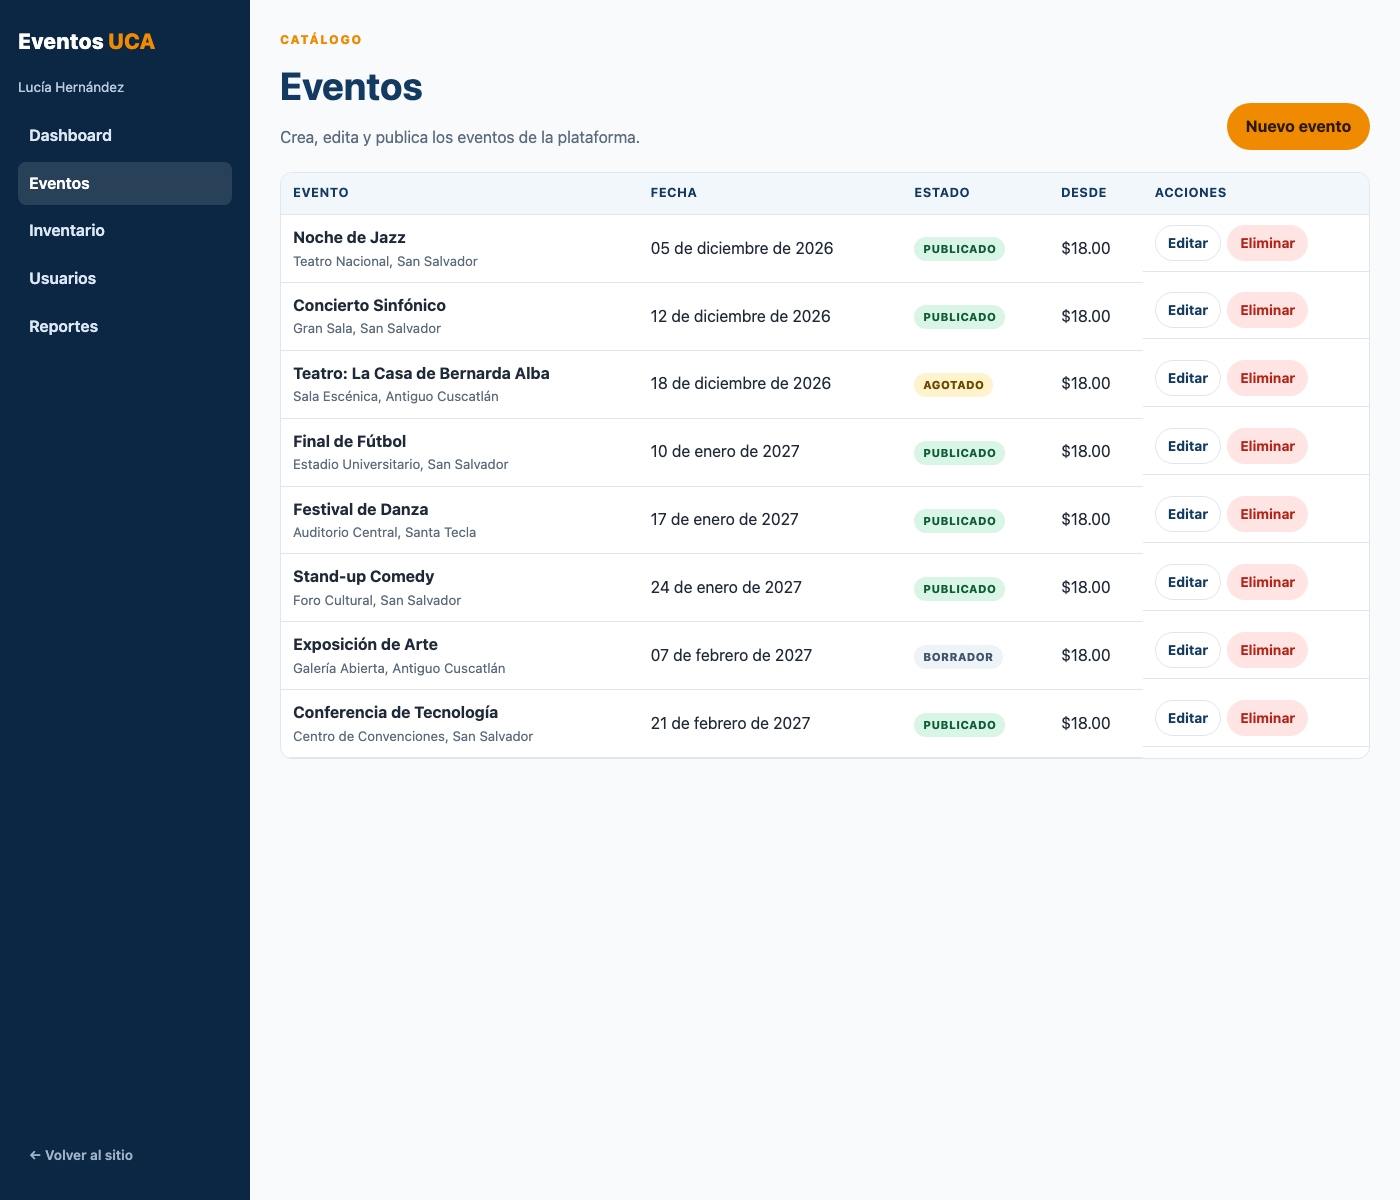 Eventos UCA
Lucía Hernández
Dashboard
Eventos
Inventario
Usuarios
Reportes
← Volver al sitio
CATÁLOGO
Eventos
Crea, edita y publica los eventos de la plataforma.
Nuevo evento
EVENTO FECHA ESTADO DESDE ACCIONES
Noche de Jazz
Teatro Nacional, San Salvador
05 de diciembre de 2026 PUBLICADO $18.00 Editar Eliminar
Concierto Sinfónico
Gran Sala, San Salvador
12 de diciembre de 2026 PUBLICADO $18.00 Editar Eliminar
Teatro: La Casa de Bernarda Alba
Sala Escénica, Antiguo Cuscatlán
18 de diciembre de 2026 AGOTADO $18.00 Editar Eliminar
Final de Fútbol
Estadio Universitario, San Salvador
10 de enero de 2027 PUBLICADO $18.00 Editar Eliminar
Festival de Danza
Auditorio Central, Santa Tecla
17 de enero de 2027 PUBLICADO $18.00 Editar Eliminar
Stand-up Comedy
Foro Cultural, San Salvador
24 de enero de 2027 PUBLICADO $18.00 Editar Eliminar
Exposición de Arte
Galería Abierta, Antiguo Cuscatlán
07 de febrero de 2027 BORRADOR $18.00 Editar Eliminar
Conferencia de Tecnología
Centro de Convenciones, San Salvador
21 de febrero de 2027 PUBLICADO $18.00 Editar Eliminar